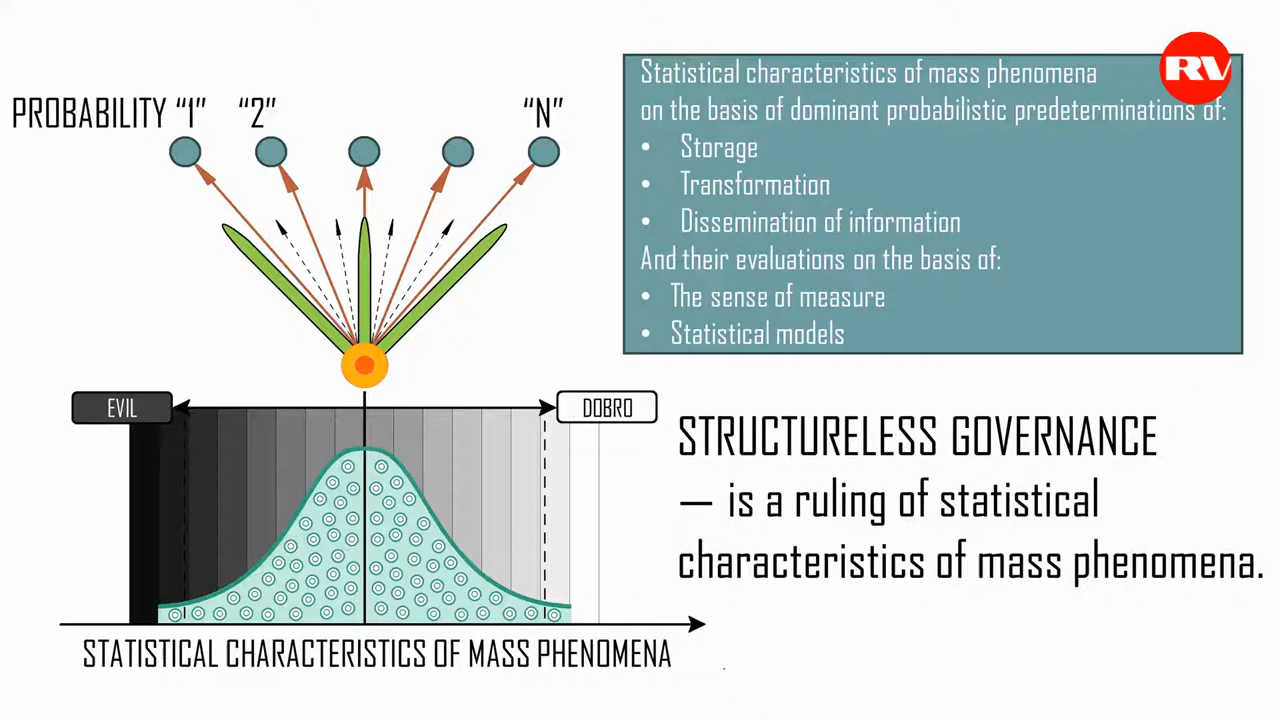 RV
Statistical characteristics of mass phenomena
on the basis of dominant probabilistic predeterminations of:
• Storage
• Transformation
• Dissemination of information
And their evaluations on the basis of:
• The sense of measure
• Statistical models
PROBABILITY “1” “2” “N”
EVIL
DOBRO
STRUCTURELESS GOVERNANCE
— is a ruling of statistical
characteristics of mass phenomena.
STATISTICAL CHARACTERISTICS OF MASS PHENOMENA